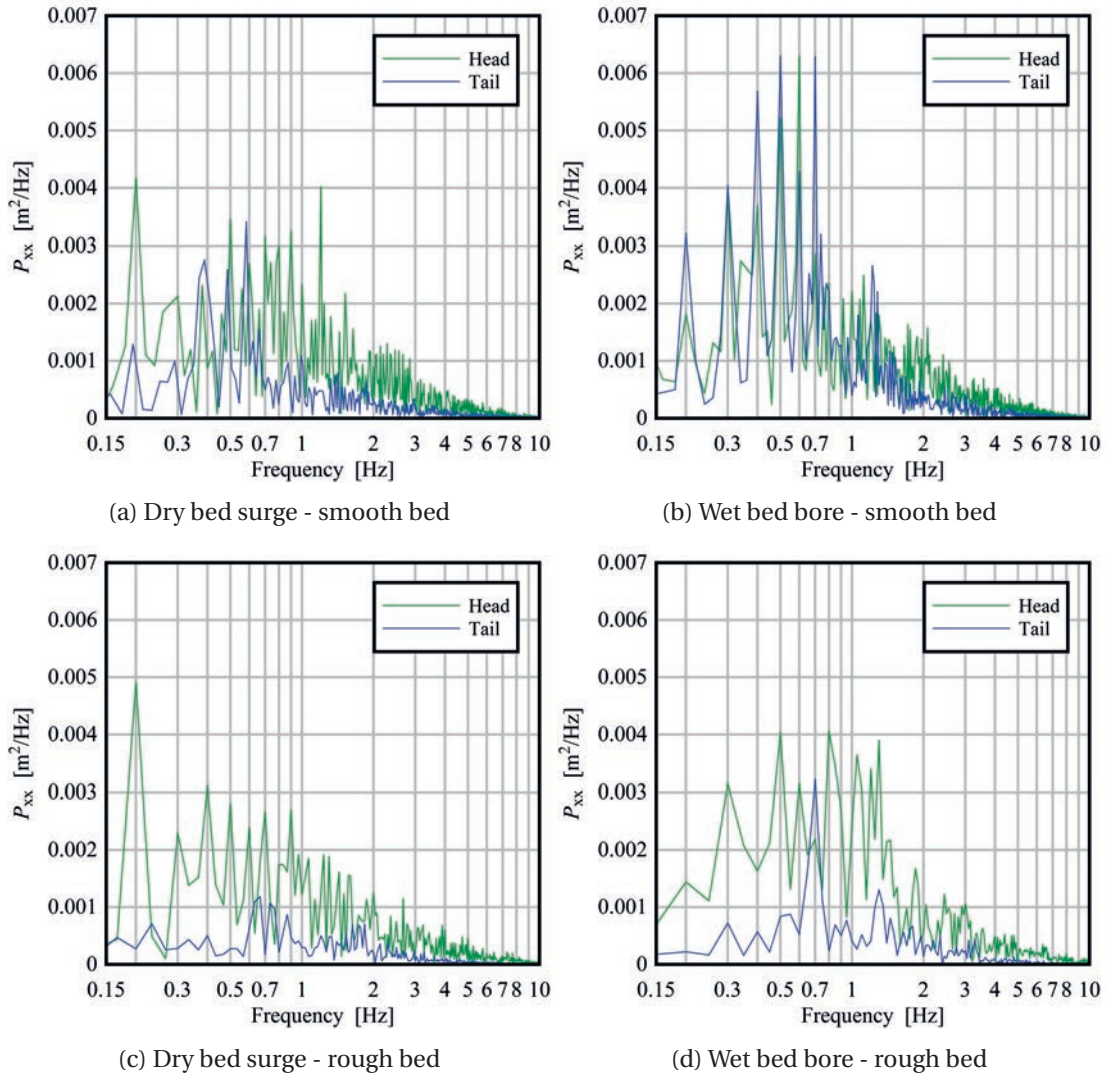 0.007
0.006
0.005
0.004
0.003
0.002
0.001
0
P_xx [m²/Hz]
Head
Tail
0.15 0.3 0.5 0.7 1 2 3 4 5 6 7 8 10
Frequency [Hz]
(a) Dry bed surge - smooth bed
0.007
0.006
0.005
0.004
0.003
0.002
0.001
0
P_xx [m²/Hz]
Head
Tail
0.15 0.3 0.5 0.7 1 2 3 4 5 6 7 8 10
Frequency [Hz]
(b) Wet bed bore - smooth bed
0.007
0.006
0.005
0.004
0.003
0.002
0.001
0
P_xx [m²/Hz]
Head
Tail
0.15 0.3 0.5 0.7 1 2 3 4 5 6 7 8 10
Frequency [Hz]
(c) Dry bed surge - rough bed
0.007
0.006
0.005
0.004
0.003
0.002
0.001
0
P_xx [m²/Hz]
Head
Tail
0.15 0.3 0.5 0.7 1 2 3 4 5 6 7 8 10
Frequency [Hz]
(d) Wet bed bore - rough bed